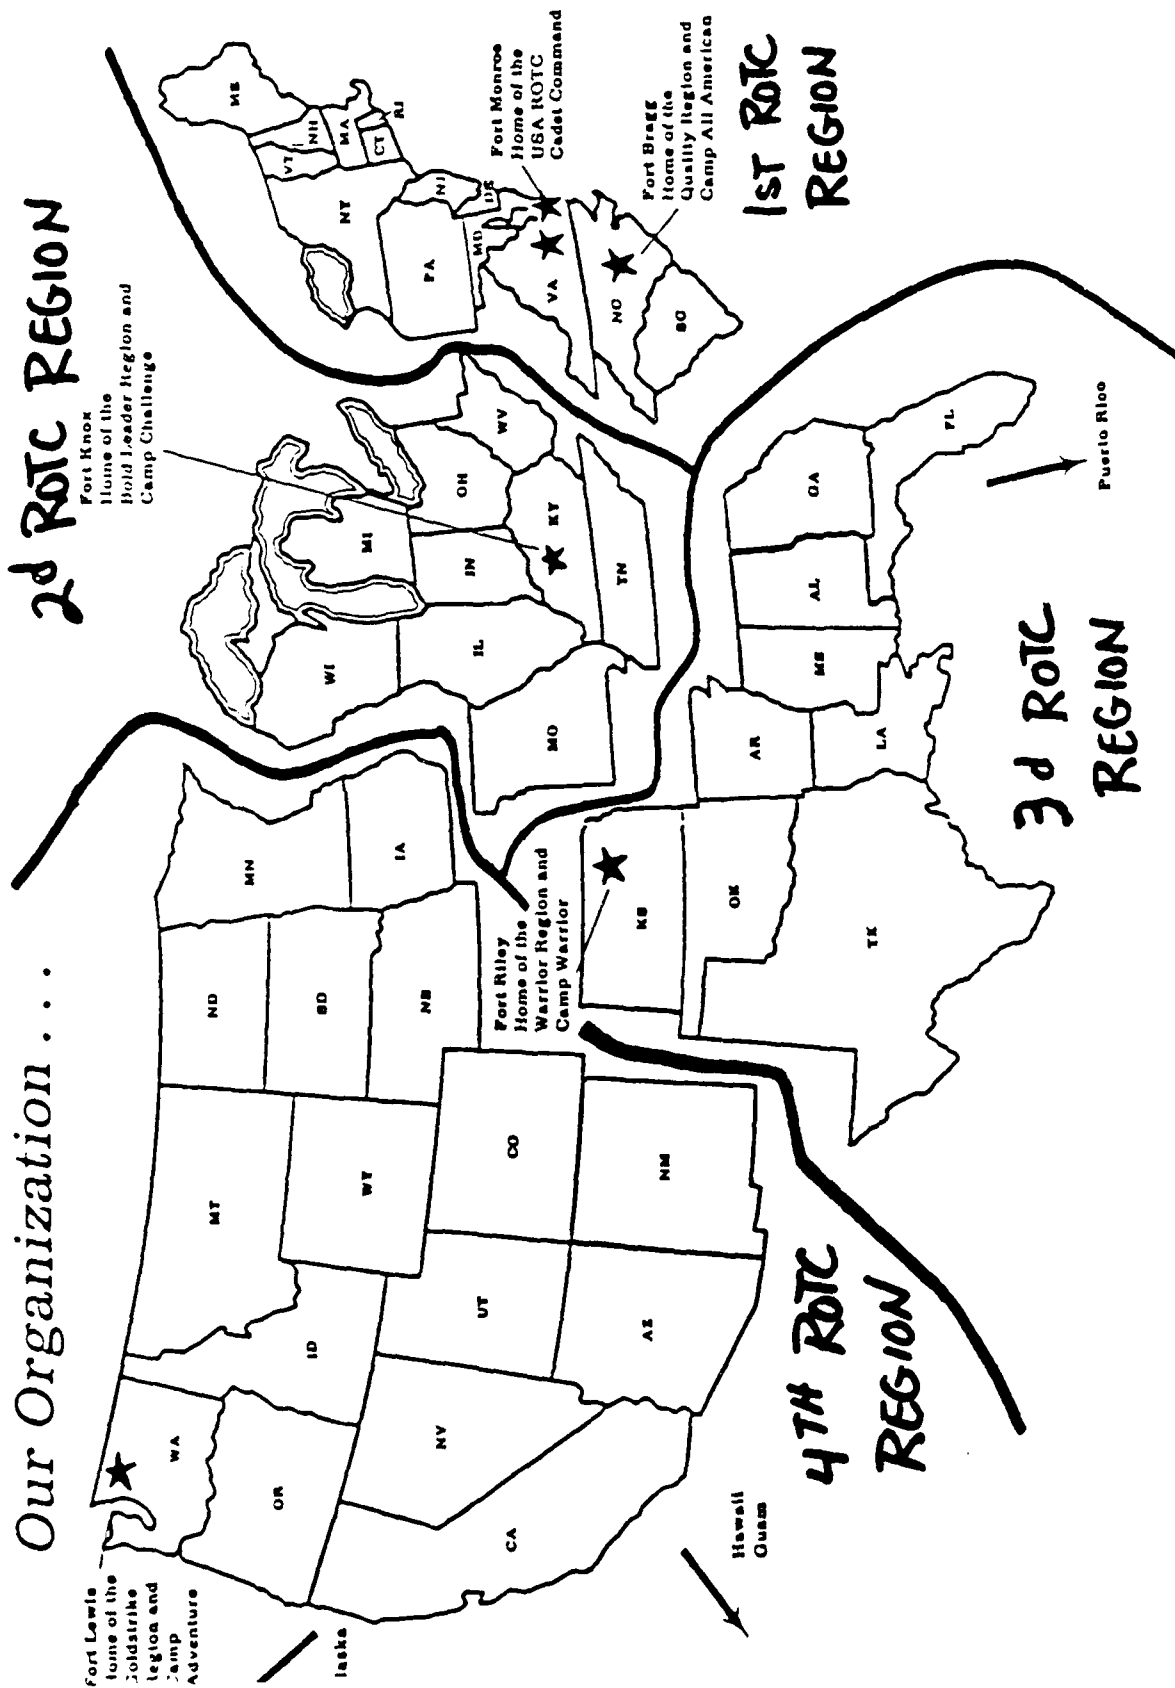 Our Organization . . .
2d ROTC REGION
Fort Knox
Home of the
Bold Leader Region and
Camp Challenge
Fort Lewis
Home of the
Goldstrike
Region and
Camp
Adventure
laska
Hawaii
Guam
4TH ROTC
REGION
Fort Riley
Home of the
Warrior Region and
Camp Warrior
3d ROTC
REGION
Puerto Rico
Fort Monroe
Home of the
USA ROTC
Cadet Command
Fort Bragg
Home of the
Quality Region and
Camp All American
1ST ROTC
REGION
WA
OR
CA
NV
ID
MT
WY
UT
AZ
CO
NM
ND
SD
NB
KS
OK
TX
MN
IA
MO
AR
LA
WI
IL
MI
IN
OH
KY
TN
MS
AL
GA
FL
WV
VA
NC
SC
PA
NY
MD
DE
NJ
CT
RI
MA
VT
NH
ME